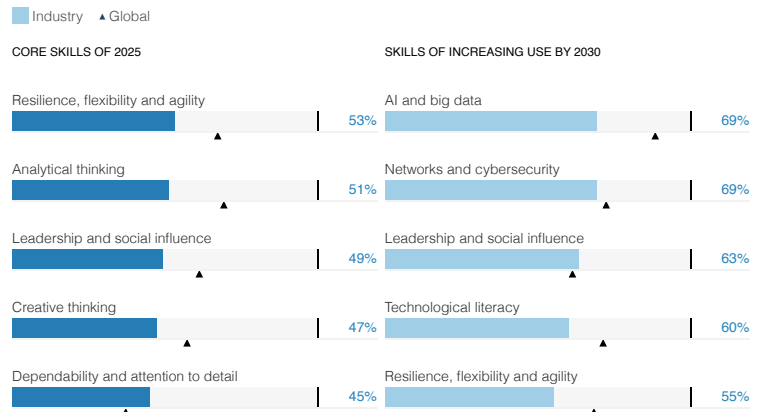 Industry Global
CORE SKILLS OF 2025
Resilience, flexibility and agility
53%
Analytical thinking
51%
Leadership and social influence
49%
Creative thinking
47%
Dependability and attention to detail
45%
SKILLS OF INCREASING USE BY 2030
AI and big data
69%
Networks and cybersecurity
69%
Leadership and social influence
63%
Technological literacy
60%
Resilience, flexibility and agility
55%